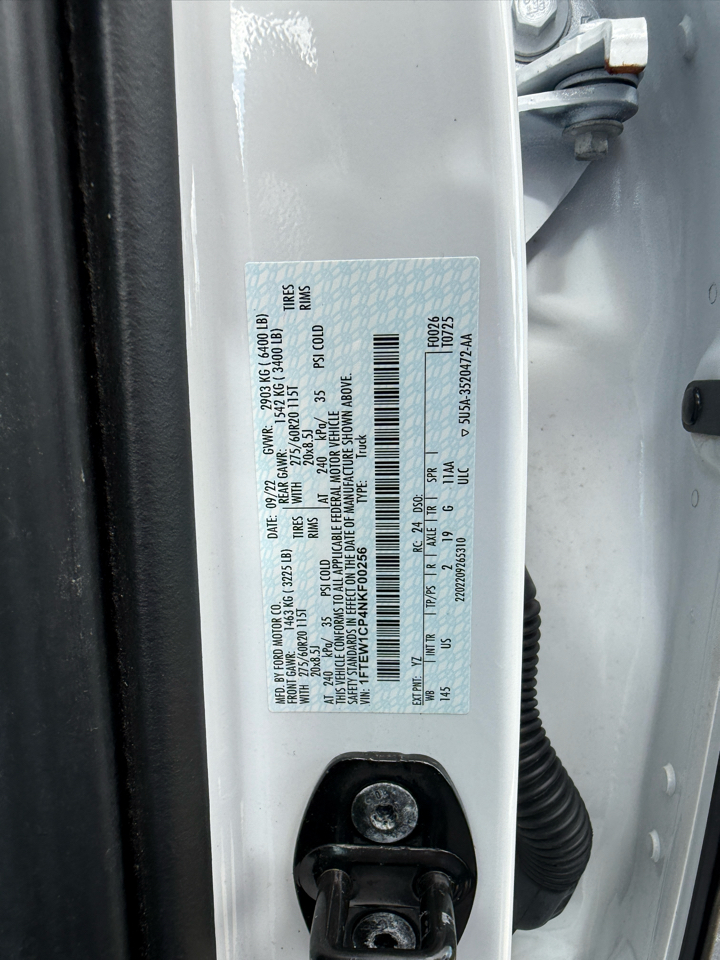 MFD. BY FORD MOTOR CO. DATE: 09/22 GVWR: 2903 KG ( 6400 LB)
FRONT GAWR: 1463 KG ( 3225 LB) REAR GAWR: 1542 KG ( 3400 LB)
WITH 275/60R20 115T TIRES WITH 275/60R20 115T TIRES
20x8.5J RIMS 20x8.5J RIMS
AT 240 kPa/ 35 PSI COLD AT 240 kPa/ 35 PSI COLD
THIS VEHICLE CONFORMS TO ALL APPLICABLE FEDERAL MOTOR VEHICLE
SAFETY STANDARDS IN EFFECT ON THE DATE OF MANUFACTURE SHOWN ABOVE.
VIN: 1FTEW1CP4NKF00256 TYPE: Truck
EXT PNT: YZ RC: 24 DSO: F0026
WB INT TR TP/PS R AXLE TR SPR T0725
145 US 2 19 G 11AA
2202209265310 ULC ▽ 5U5A-3520472-AA